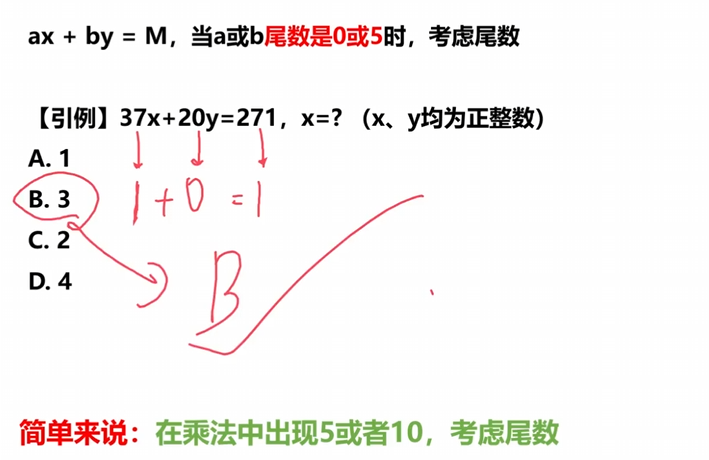 ax + by = M，当a或b尾数是0或5时，考虑尾数
【引例】37x+20y=271，x=？（x、y均为正整数）
A. 1
B. 3
1 + 0 = 1
C. 2
B
D. 4
简单来说：在乘法中出现5或者10，考虑尾数